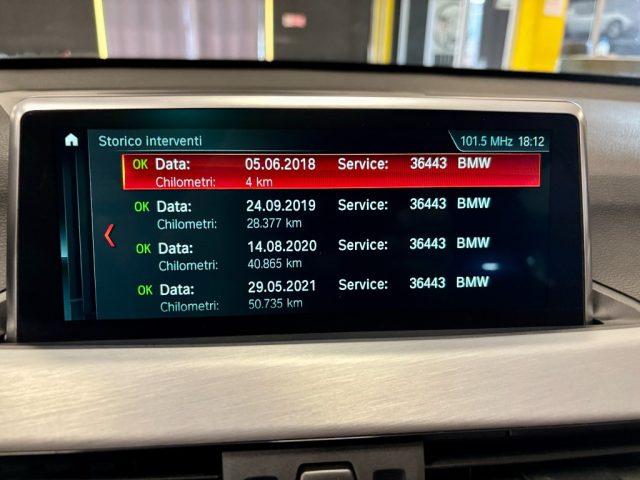 Storico interventi 101.5 MHz 18:12
OK Data: 05.06.2018 Service: 36443 BMW
Chilometri: 4 km
OK Data: 24.09.2019 Service: 36443 BMW
Chilometri: 28.377 km
OK Data: 14.08.2020 Service: 36443 BMW
Chilometri: 40.865 km
OK Data: 29.05.2021 Service: 36443 BMW
Chilometri: 50.735 km